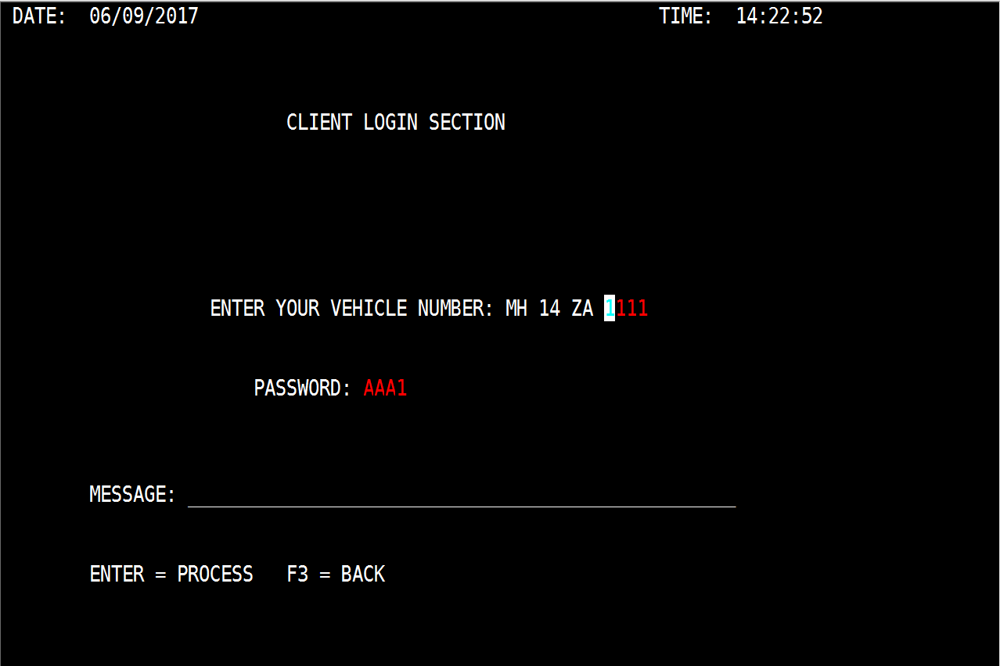 DATE: 06/09/2017 TIME: 14:22:52
CLIENT LOGIN SECTION
ENTER YOUR VEHICLE NUMBER: MH 14 ZA 1111
PASSWORD: AAA1
MESSAGE: __________________________________________________
ENTER = PROCESS F3 = BACK